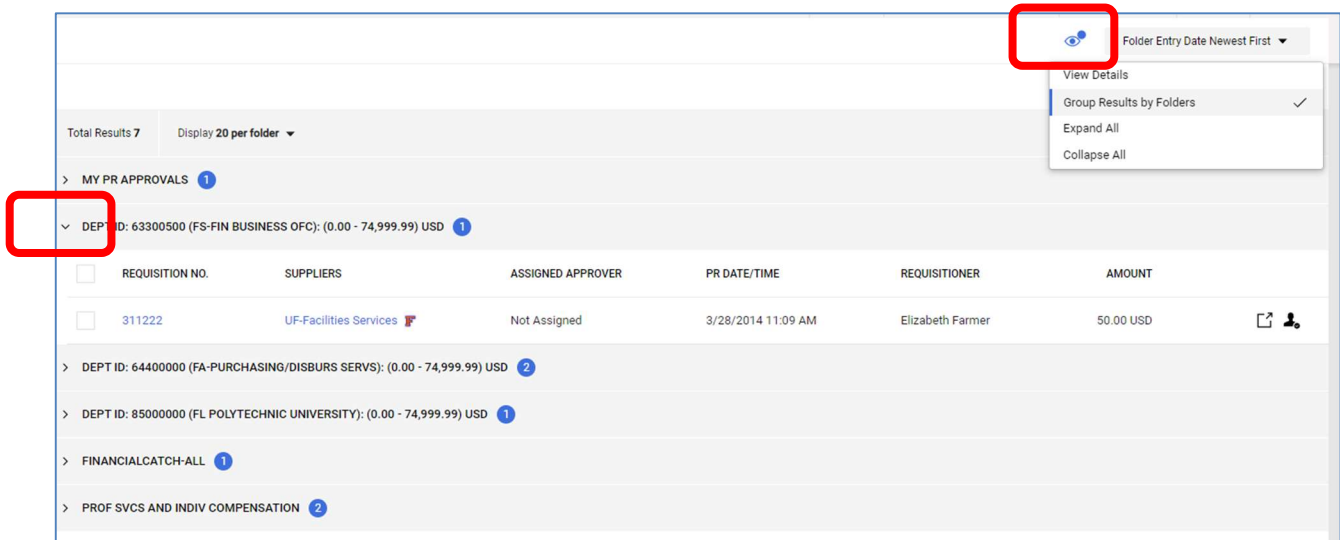 Folder Entry Date Newest First
View Details
Group Results by Folders
Expand All
Collapse All
Total Results 7 Display 20 per folder
MY PR APPROVALS 1
DEPT ID: 63300500 (FS-FIN BUSINESS OFC): (0.00 - 74,999.99) USD 1
REQUISITION NO. SUPPLIERS ASSIGNED APPROVER PR DATE/TIME REQUISITIONER AMOUNT
311222 UF-Facilities Services F Not Assigned 3/28/2014 11:09 AM Elizabeth Farmer 50.00 USD
DEPT ID: 64400000 (FA-PURCHASING/DISBURS SERVS): (0.00 - 74,999.99) USD 2
DEPT ID: 85000000 (FL POLYTECHNIC UNIVERSITY): (0.00 - 74,999.99) USD 1
FINANCIALCATCH-ALL 1
PROF SVCS AND INDIV COMPENSATION 2